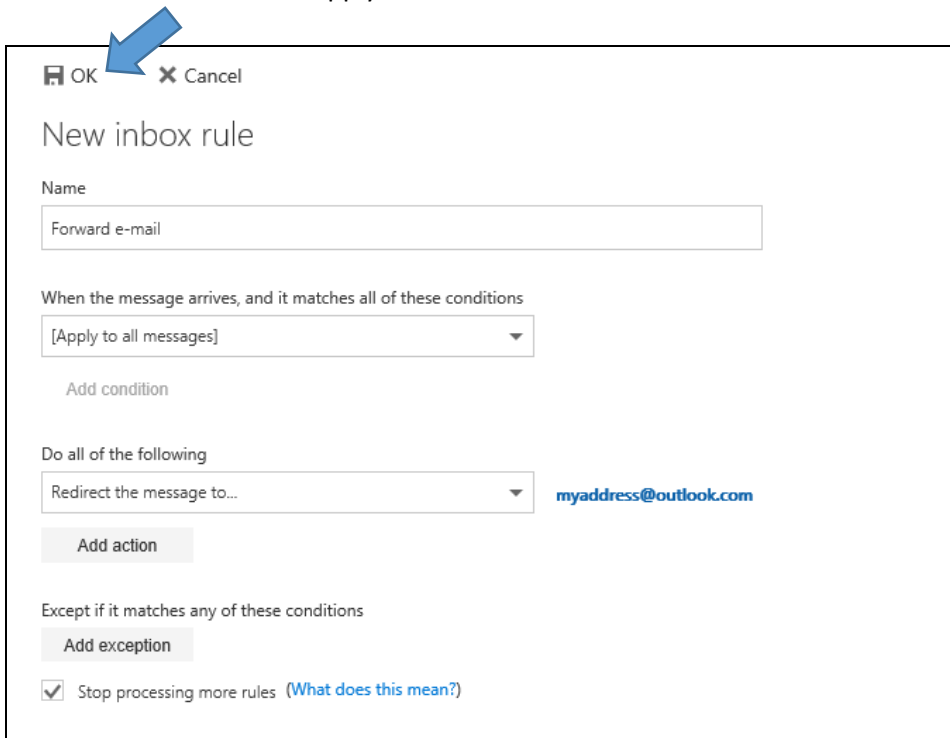 OK Cancel
New inbox rule
Name
Forward e-mail
When the message arrives, and it matches all of these conditions
[Apply to all messages]
Add condition
Do all of the following
Redirect the message to... myaddress@outlook.com
Add action
Except if it matches any of these conditions
Add exception
Stop processing more rules (What does this mean?)